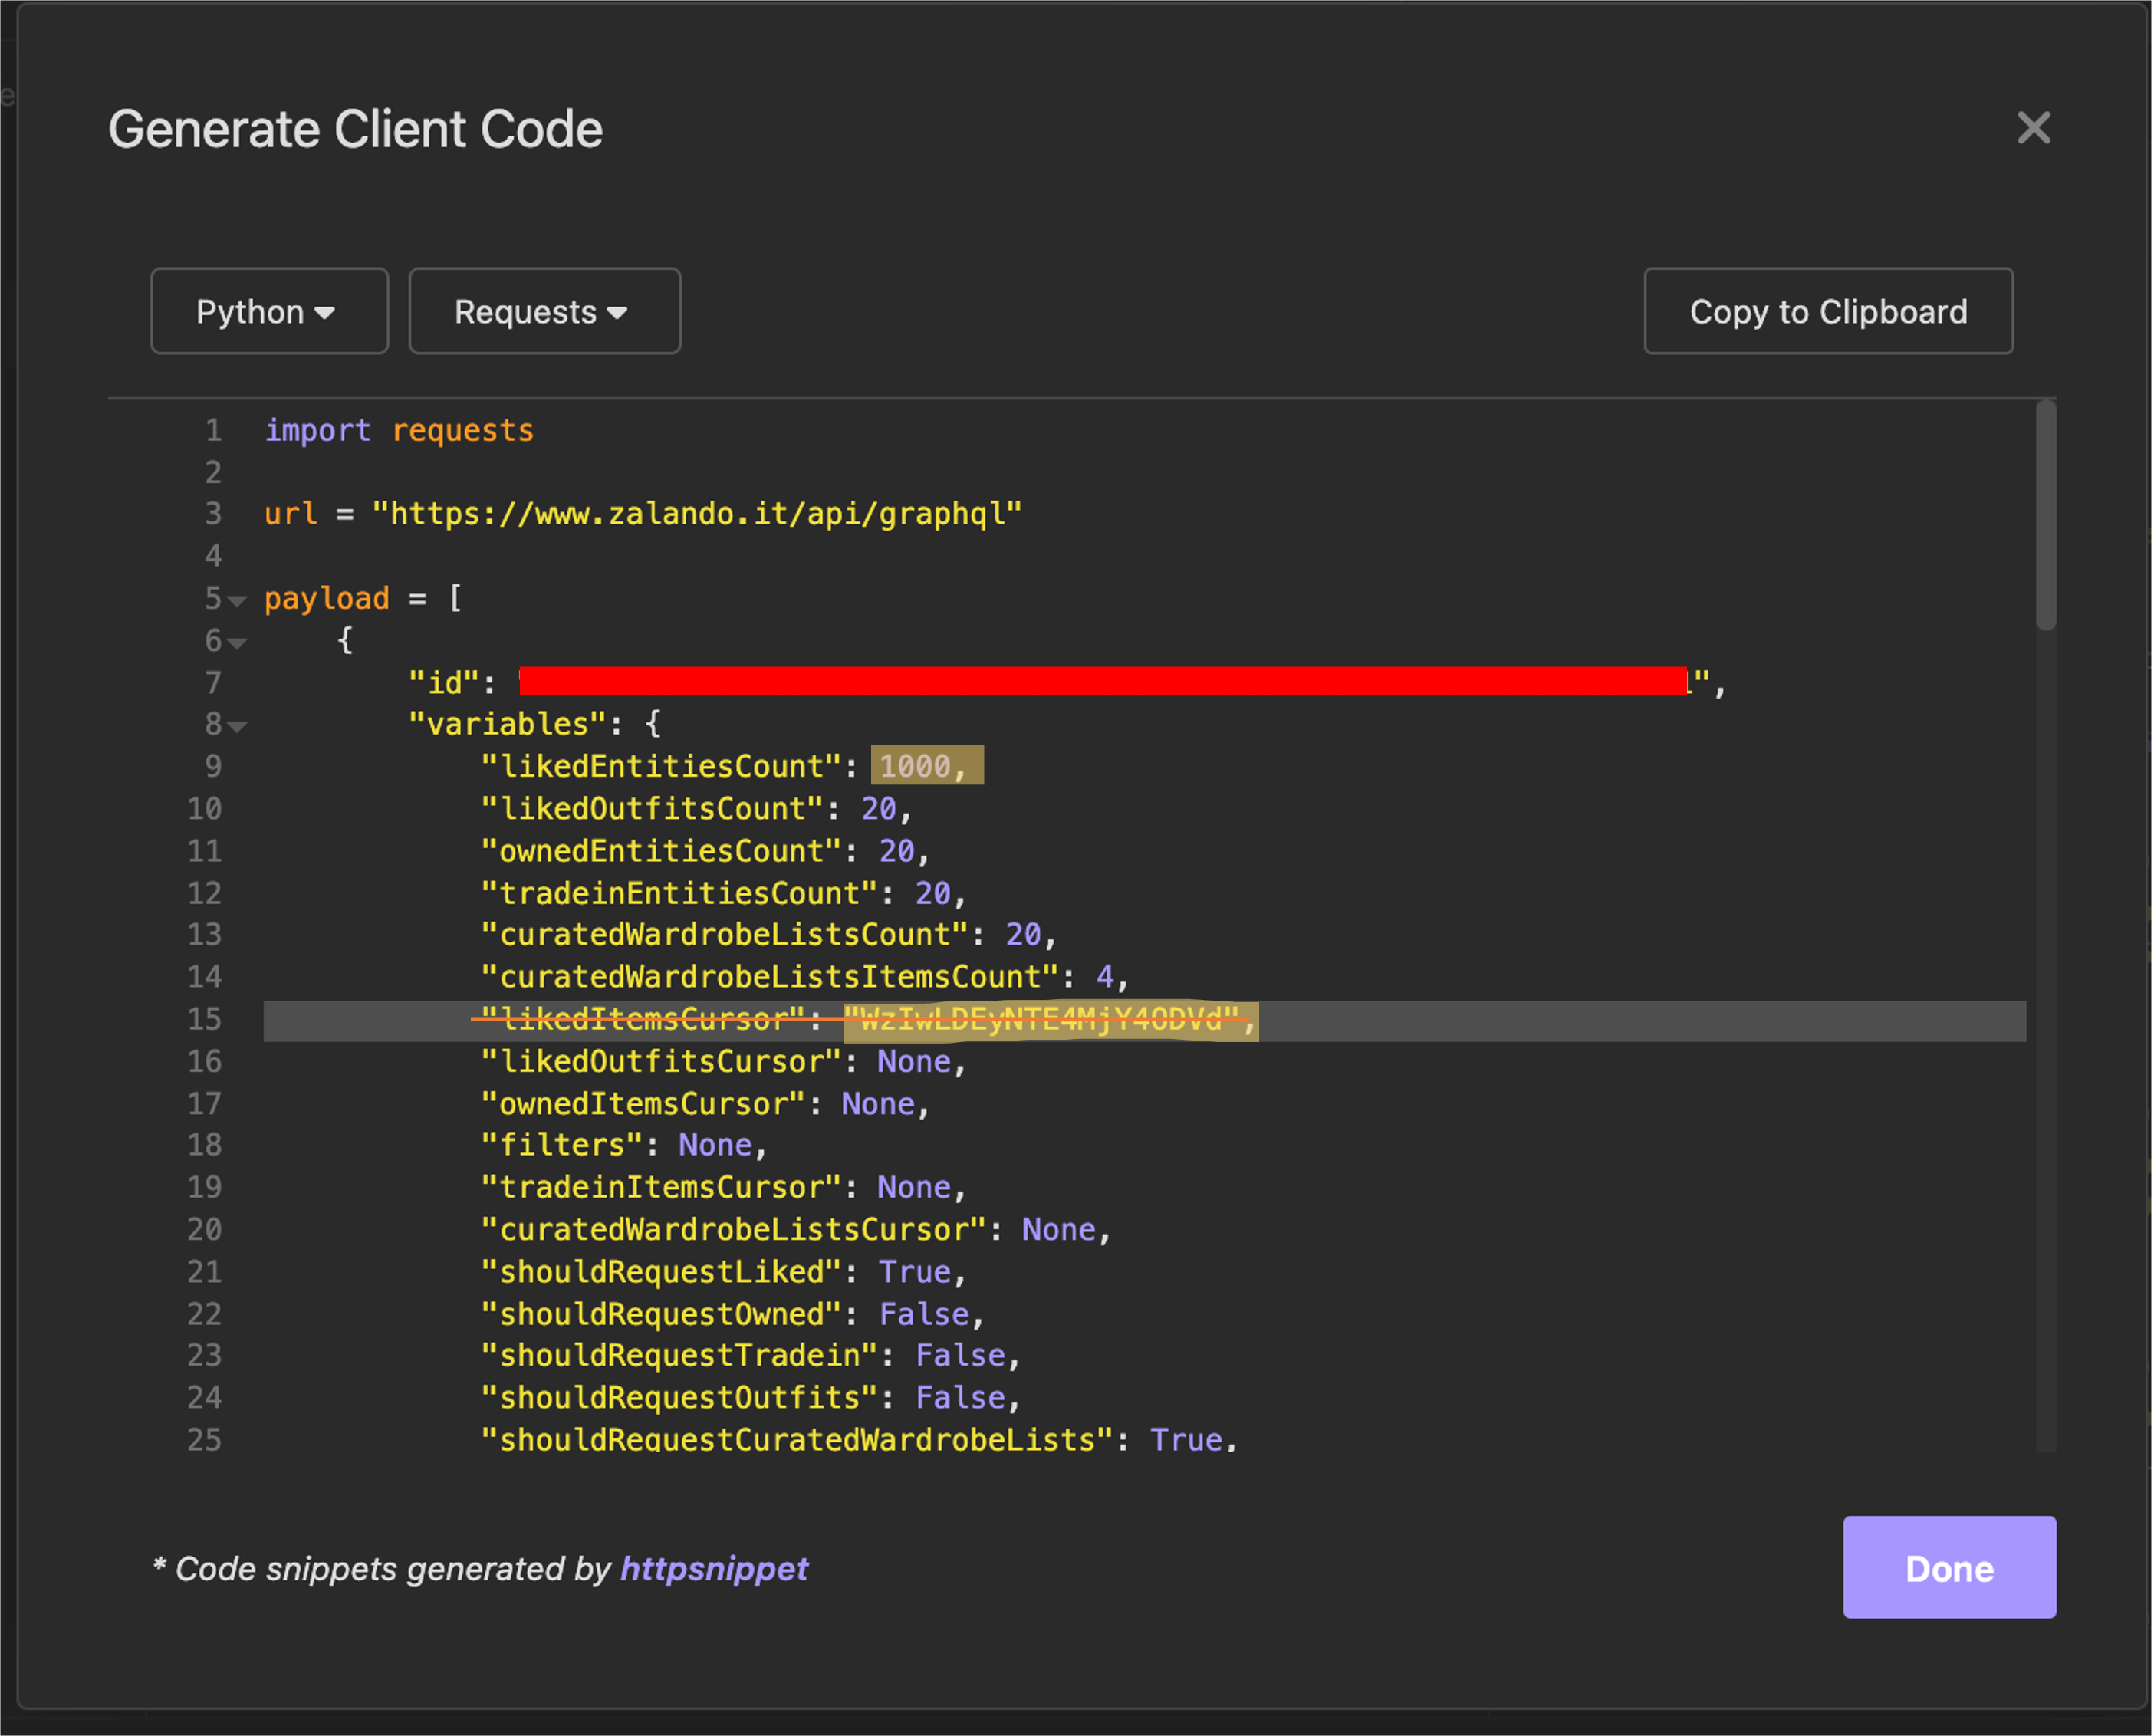 Generate Client Code
Python
Requests
Copy to Clipboard
1 import requests
2
3 url = "https://www.zalando.it/api/graphql"
4
5 payload = [
6 {
7 "id": ",
8 "variables": {
9 "likedEntitiesCount": 1000,
10 "likedOutfitsCount": 20,
11 "ownedEntitiesCount": 20,
12 "tradeinEntitiesCount": 20,
13 "curatedWardrobeListsCount": 20,
14 "curatedWardrobeListsItemsCount": 4,
15 "likedItemsCursor": "WzIwLDEyNTE4MjY4ODVd",
16 "likedOutfitsCursor": None,
17 "ownedItemsCursor": None,
18 "filters": None,
19 "tradeinItemsCursor": None,
20 "curatedWardrobeListsCursor": None,
21 "shouldRequestLiked": True,
22 "shouldRequestOwned": False,
23 "shouldRequestTradein": False,
24 "shouldRequestOutfits": False,
25 "shouldRequestCuratedWardrobeLists": True,
* Code snippets generated by httpsnippet
Done